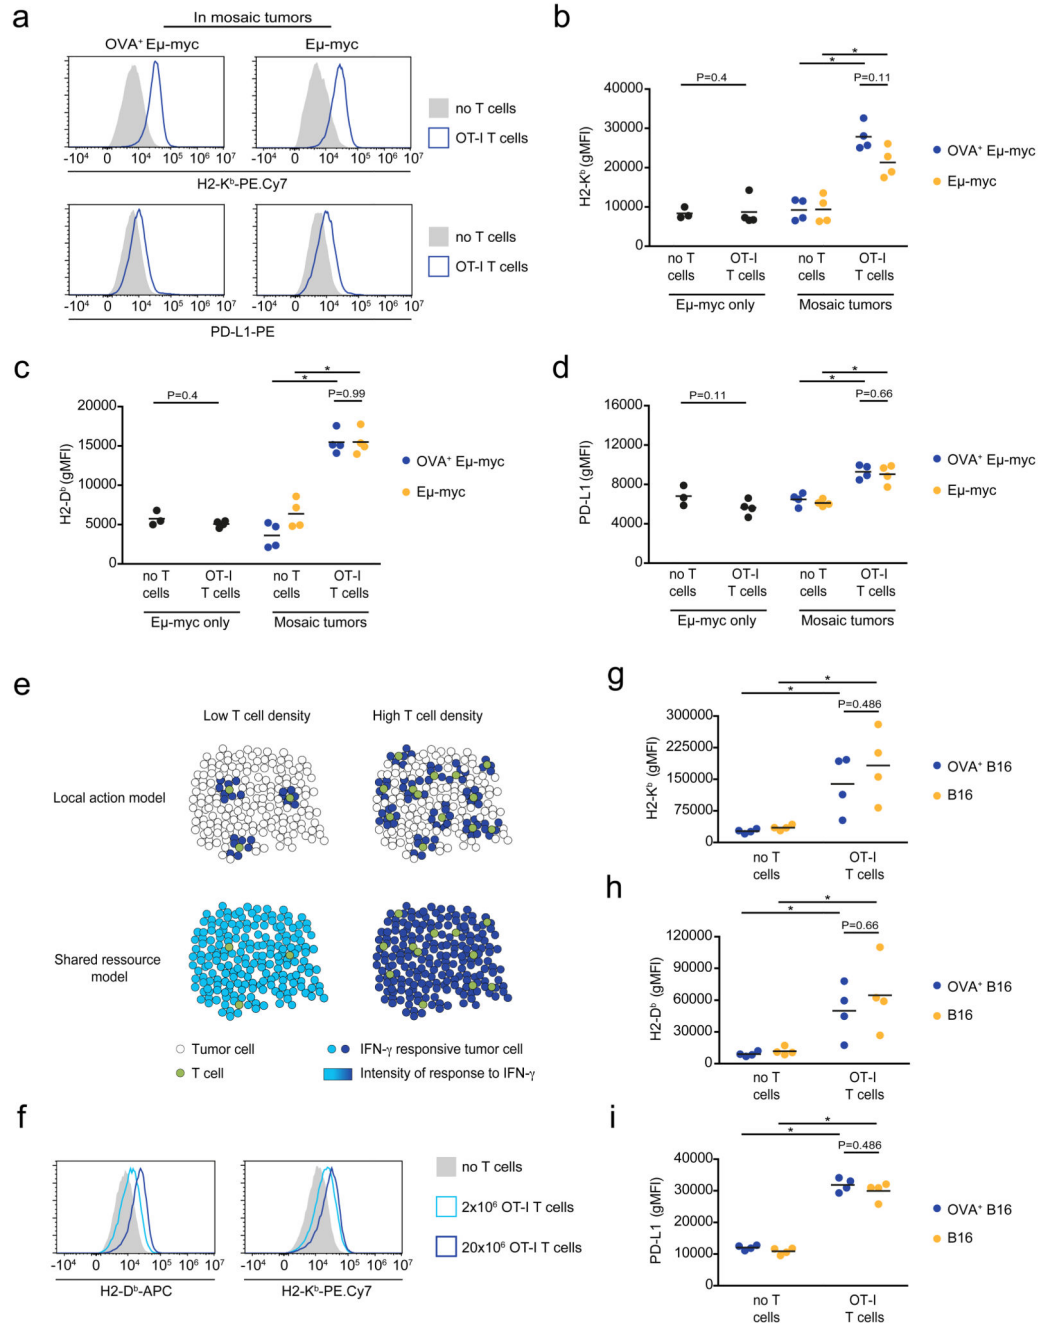 a
In mosaic tumors
OVA⁺ Eµ-myc
Eµ-myc
no T cells
OT-I T cells
-10⁴ 0 10⁴ 10⁵ 10⁶ 10⁷
-10⁴ 0 10⁴ 10⁵ 10⁶ 10⁷
H2-Kᵇ-PE.Cy7
no T cells
OT-I T cells
-10⁴ 0 10⁴ 10⁵ 10⁶ 10⁷
-10⁴ 0 10⁴ 10⁵ 10⁶ 10⁷
PD-L1-PE
b
*
*
P=0.4
P=0.11
40000
30000
20000
10000
0
H2-Kᵇ (gMFI)
OVA⁺ Eµ-myc
Eµ-myc
no T cells
OT-I T cells
no T cells
OT-I T cells
Eµ-myc only
Mosaic tumors
c
*
*
P=0.4
P=0.99
20000
15000
10000
5000
0
H2-Dᵇ (gMFI)
OVA⁺ Eµ-myc
Eµ-myc
no T cells
OT-I T cells
no T cells
OT-I T cells
Eµ-myc only
Mosaic tumors
d
*
*
P=0.11
P=0.66
16000
12000
8000
4000
0
PD-L1 (gMFI)
OVA⁺ Eµ-myc
Eµ-myc
no T cells
OT-I T cells
no T cells
OT-I T cells
Eµ-myc only
Mosaic tumors
e
Low T cell density
High T cell density
Local action model
Shared ressource
model
Tumor cell
IFN-γ responsive tumor cell
T cell
Intensity of response to IFN-γ
f
no T cells
2x10⁶ OT-I T cells
20x10⁶ OT-I T cells
-10⁴ 0 10⁴ 10⁵ 10⁶ 10⁷
-10⁴ 0 10⁴ 10⁵ 10⁶ 10⁷
H2-Dᵇ-APC
H2-Kᵇ-PE.Cy7
g
*
*
P=0.486
300000
225000
150000
75000
0
H2-Kᵇ (gMFI)
OVA⁺ B16
B16
no T cells
OT-I T cells
h
*
*
P=0.66
120000
90000
60000
30000
0
H2-Dᵇ (gMFI)
OVA⁺ B16
B16
no T cells
OT-I T cells
i
*
*
P=0.486
40000
30000
20000
10000
0
PD-L1 (gMFI)
OVA⁺ B16
B16
no T cells
OT-I T cells